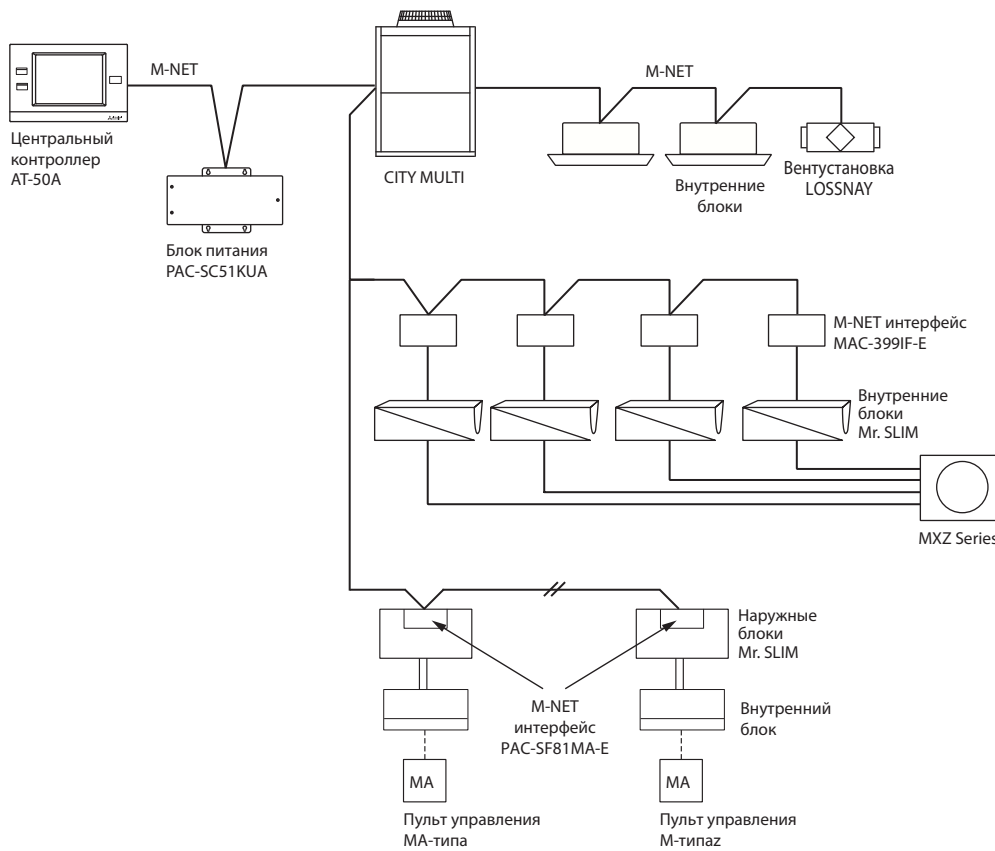 M-NET
M-NET
Центральный
контроллер
AT-50A
CITY MULTI
Внутренние
блоки
Вентустановка
LOSSNAY
Блок питания
PAC-SC51KUA
M-NET интерфейс
MAC-399IF-E
Внутренние
блоки
Mr. SLIM
MXZ Series
Наружные
блоки
Mr. SLIM
M-NET
интерфейс
PAC-SF81MA-E
Внутренний
блок
MA
MA
Пульт управления
MA-типа
Пульт управления
M-типаz